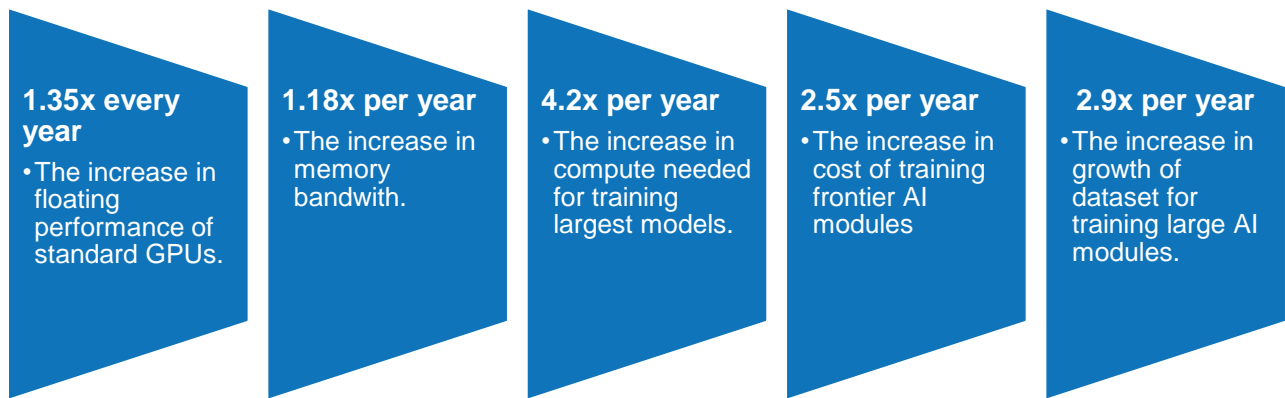 1.35x every
year
•The increase in
floating
performance of
standard GPUs.
1.18x per year
•The increase in
memory
bandwith.
4.2x per year
•The increase in
compute needed
for training
largest models.
2.5x per year
•The increase in
cost of training
frontier AI
modules
2.9x per year
•The increase in
growth of
dataset for
training large AI
modules.